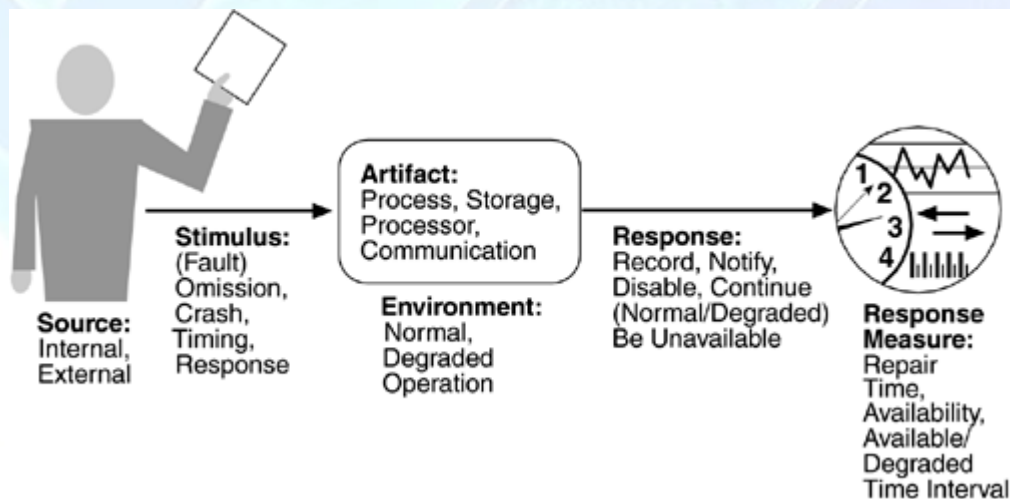 Source:
Internal,
External
Stimulus:
(Fault)
Omission,
Crash,
Timing,
Response
Artifact:
Process, Storage,
Processor,
Communication
Environment:
Normal,
Degraded
Operation
Response:
Record, Notify,
Disable, Continue
(Normal/Degraded)
Be Unavailable
1
2
3
4
Response
Measure:
Repair
Time,
Availability,
Available/
Degraded
Time Interval